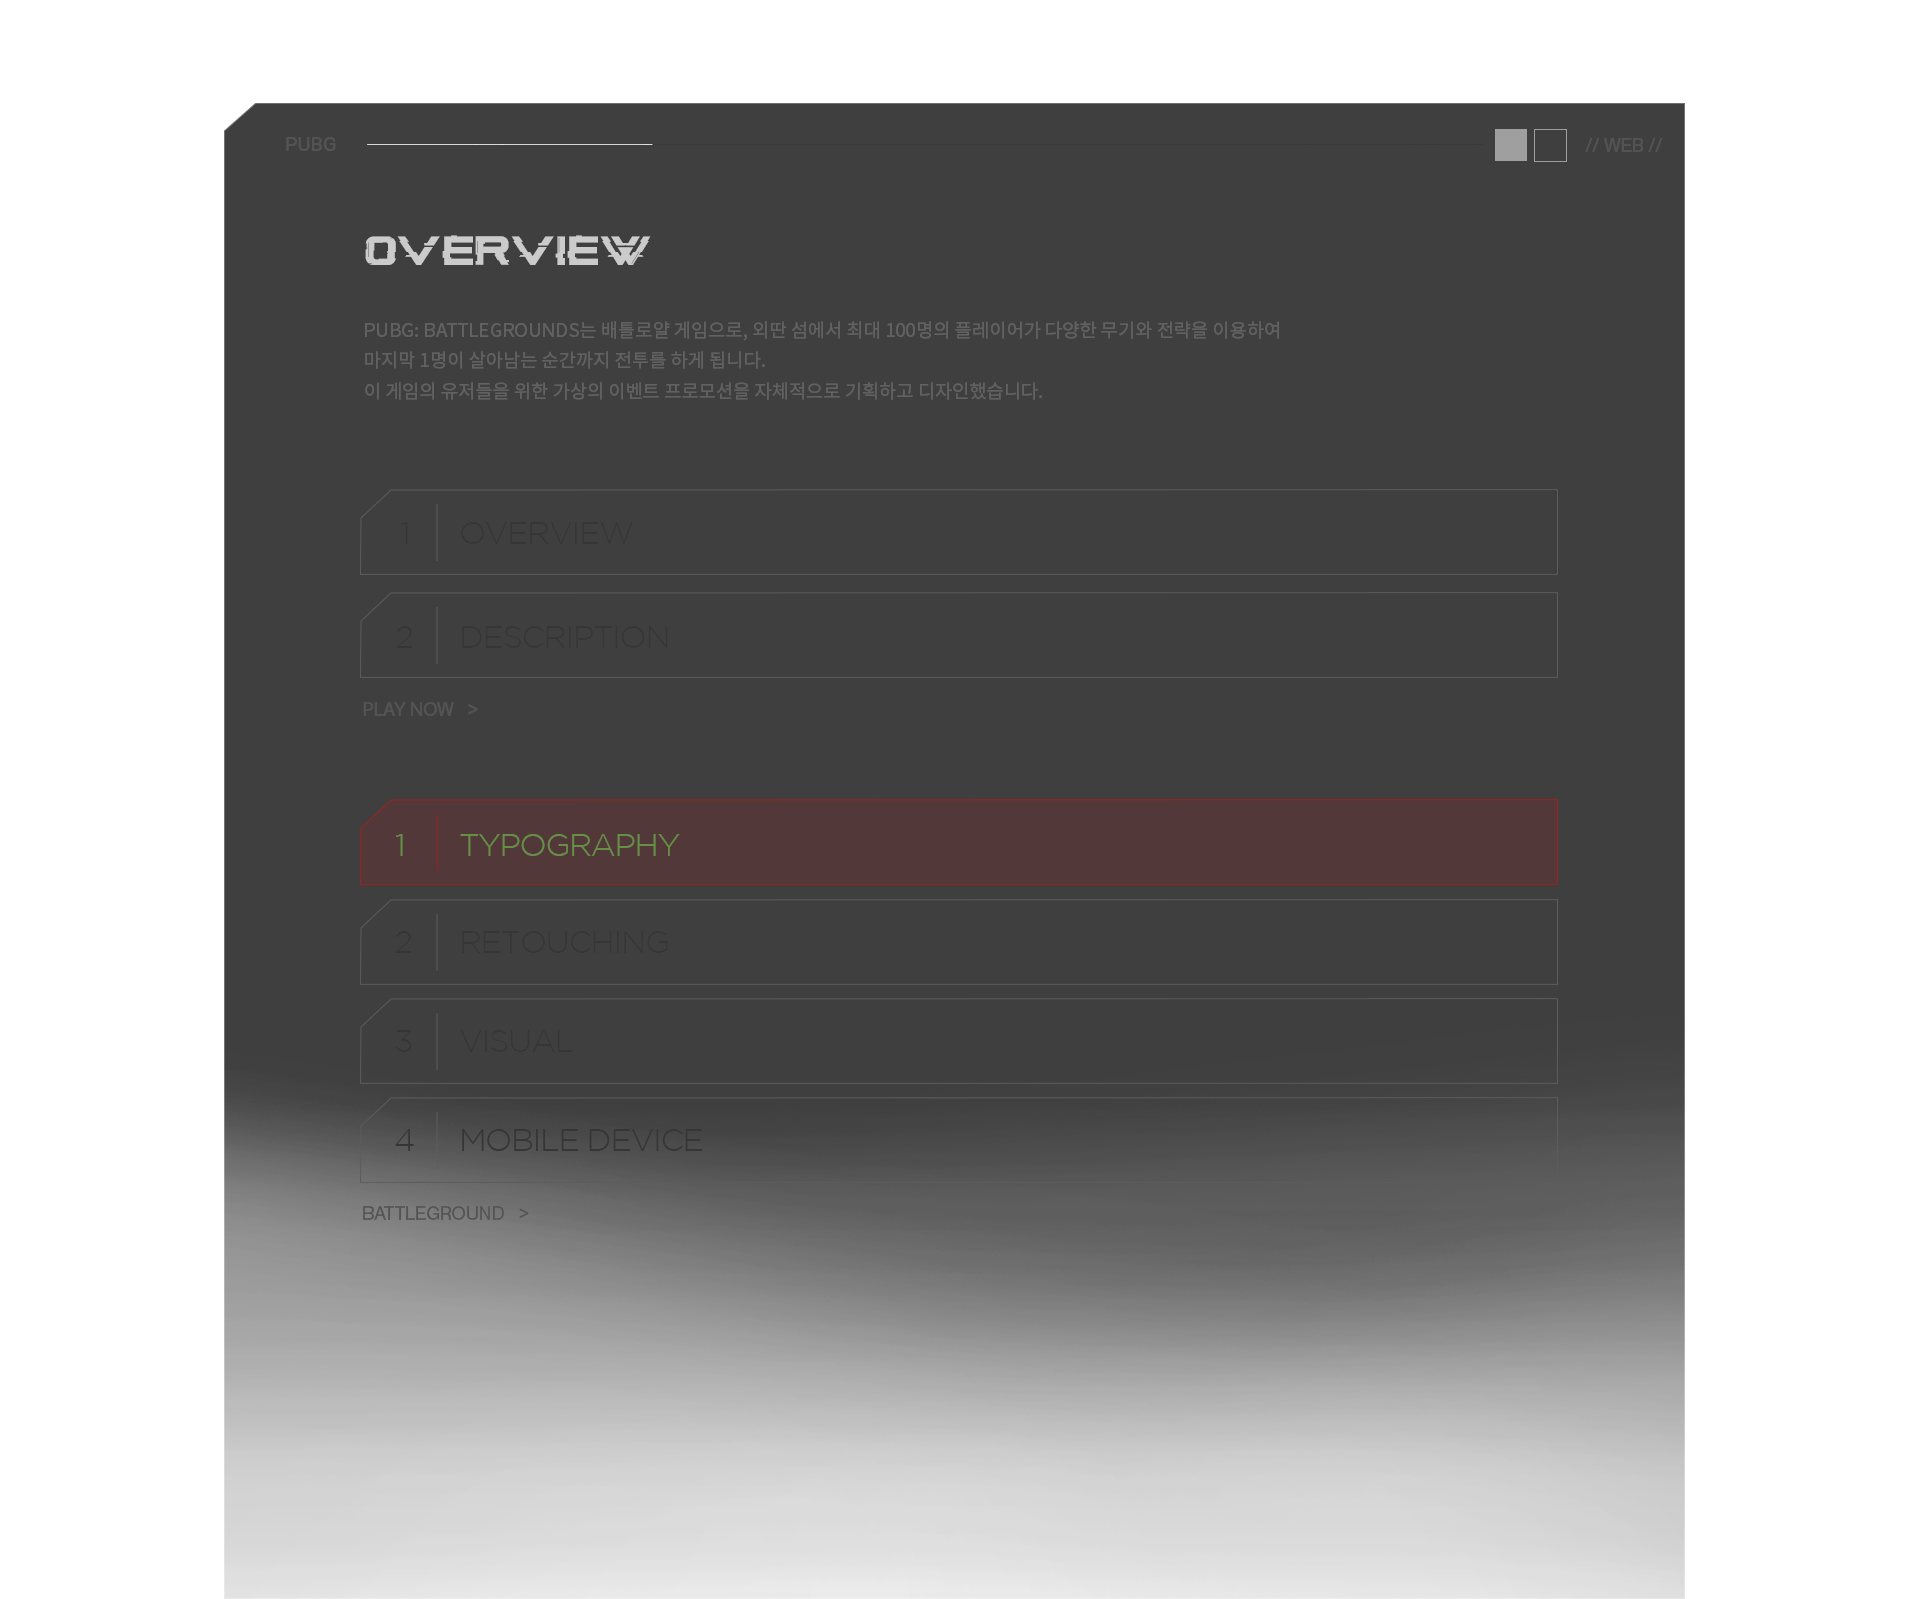 PUBG
// WEB //
OVERVIEW
PUBG: BATTLEGROUNDS는 배틀로얄 게임으로, 외딴 섬에서 최대 100명의 플레이어가 다양한 무기와 전략을 이용하여
마지막 1명이 살아남는 순간까지 전투를 하게 됩니다.
이 게임의 유저들을 위한 가상의 이벤트 프로모션을 자체적으로 기획하고 디자인했습니다.
1 OVERVIEW
2 DESCRIPTION
PLAY NOW >
1 TYPOGRAPHY
2 RETOUCHING
3 VISUAL
4 MOBILE DEVICE
BATTLEGROUND >